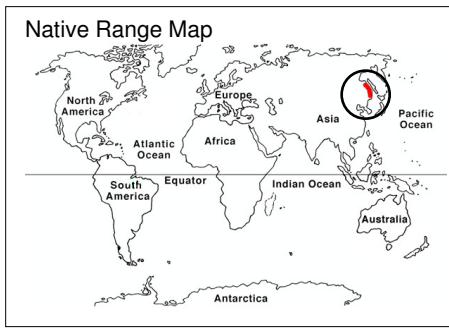 Native Range Map
North
America
Europe
Asia
Pacific
Ocean
Atlantic
Ocean
Africa
Equator
Indian Ocean
South
America
Australia
Antarctica